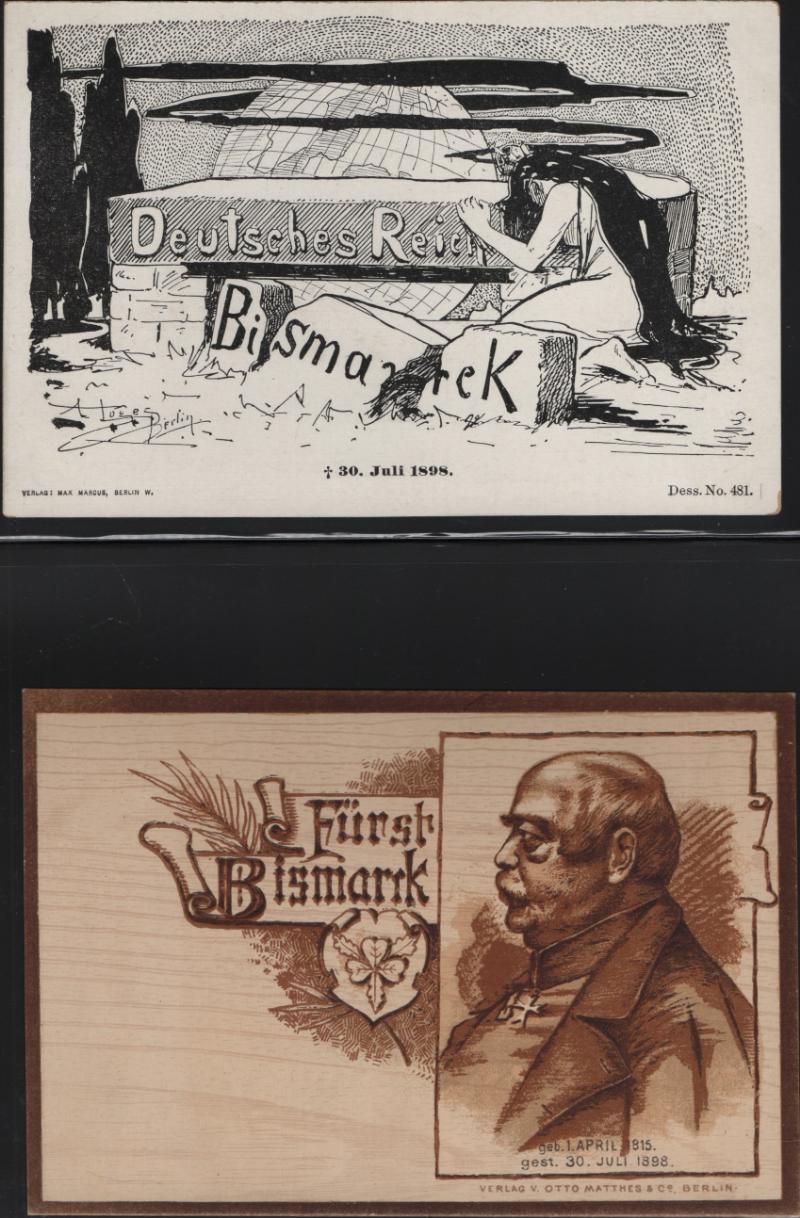 Deutsches Reich
Bismarck
Berlin
† 30. Juli 1898.
VERLAG: MAX MARCUS, BERLIN W.
Dess. No. 481.
Fürst
Bismarck
geb. 1. APRIL 1815.
gest. 30. JULI 1898.
VERLAG V. OTTO MATTHES & Co. BERLIN.